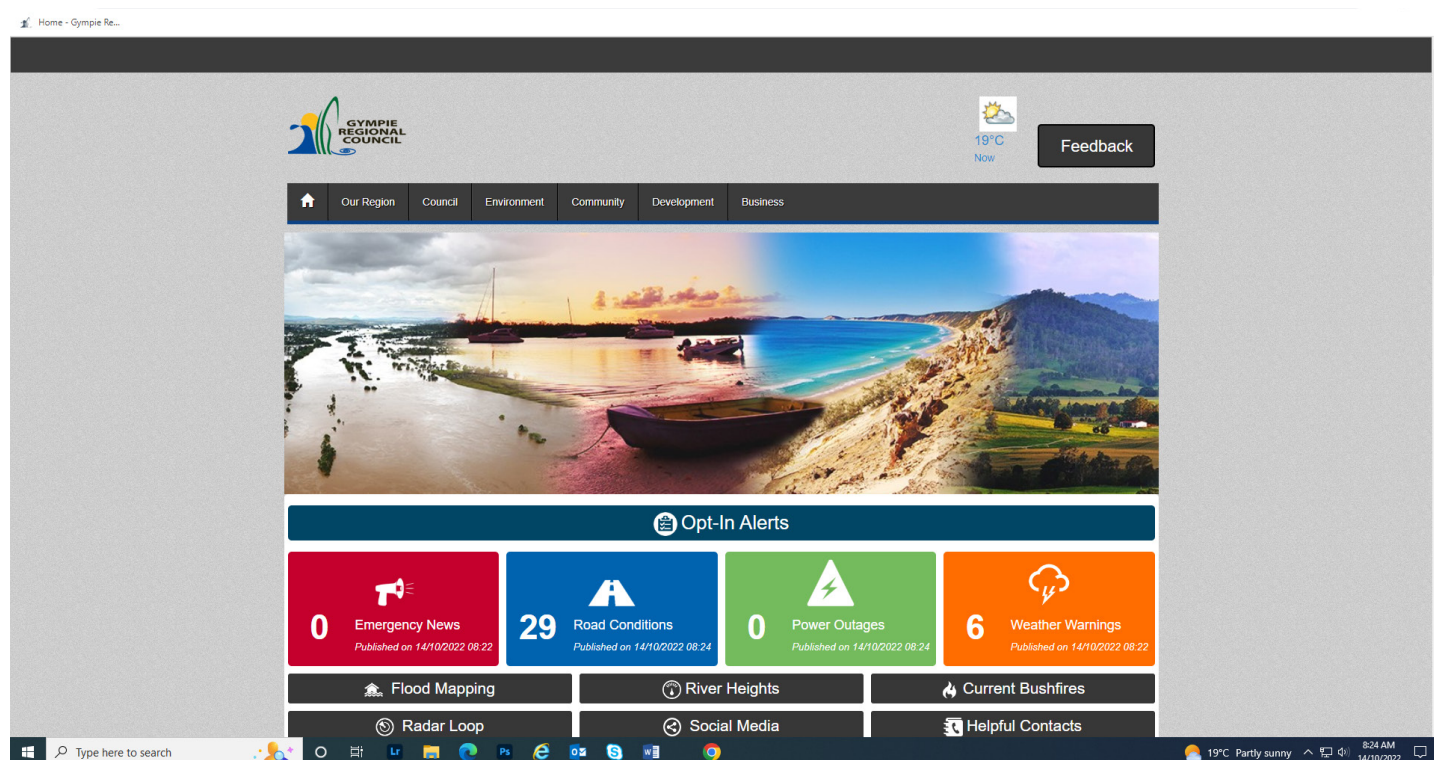 Home - Gympie Re...
GYMPIE
REGIONAL
COUNCIL
19°C
Now
Feedback
Our Region Council Environment Community Development Business
Opt-In Alerts
0 Emergency News
Published on 14/10/2022 08:22
29 Road Conditions
Published on 14/10/2022 08:24
0 Power Outages
Published on 14/10/2022 08:24
6 Weather Warnings
Published on 14/10/2022 08:22
Flood Mapping River Heights Current Bushfires
Radar Loop Social Media Helpful Contacts
Type here to search
Lr
Ps
19°C Partly sunny
8:24 AM
14/10/2022